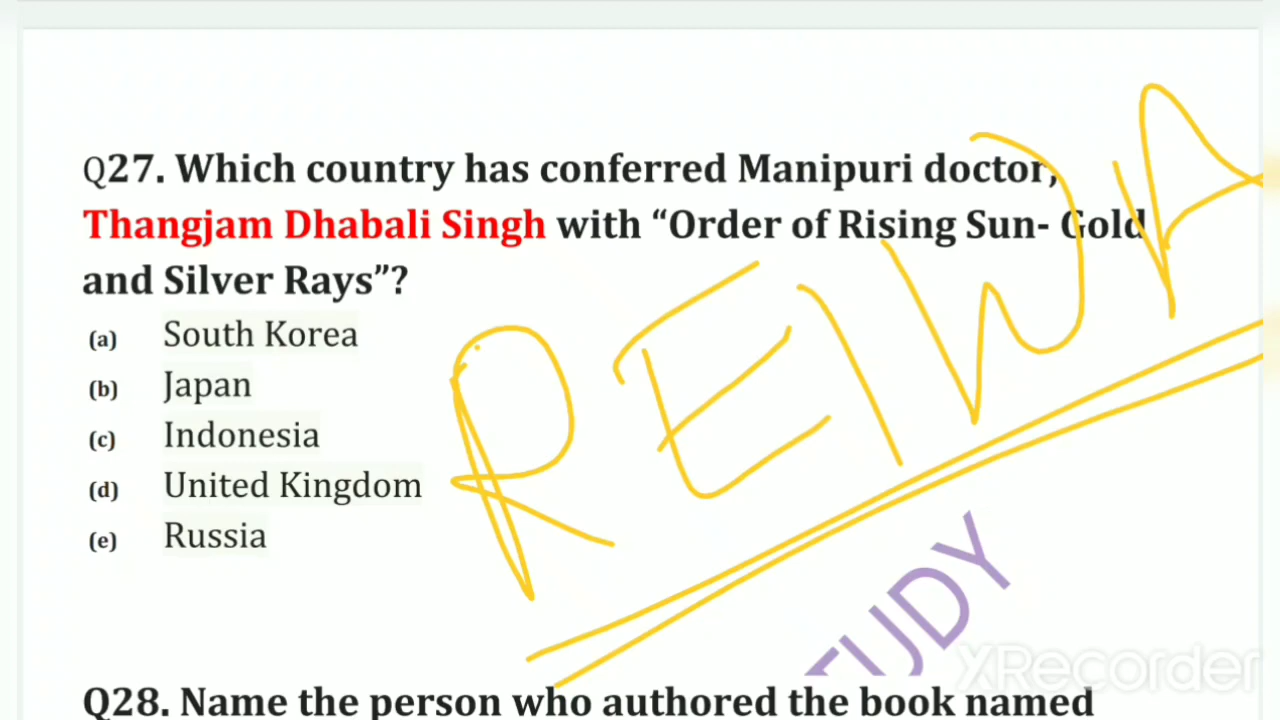 Q27. Which country has conferred Manipuri doctor,
Thangjam Dhabali Singh with “Order of Rising Sun- Gold
and Silver Rays”?
(a) South Korea
(b) Japan
(c) Indonesia
(d) United Kingdom
(e) Russia
REIWA
STUDY
XRecorder
Q28. Name the person who authored the book named